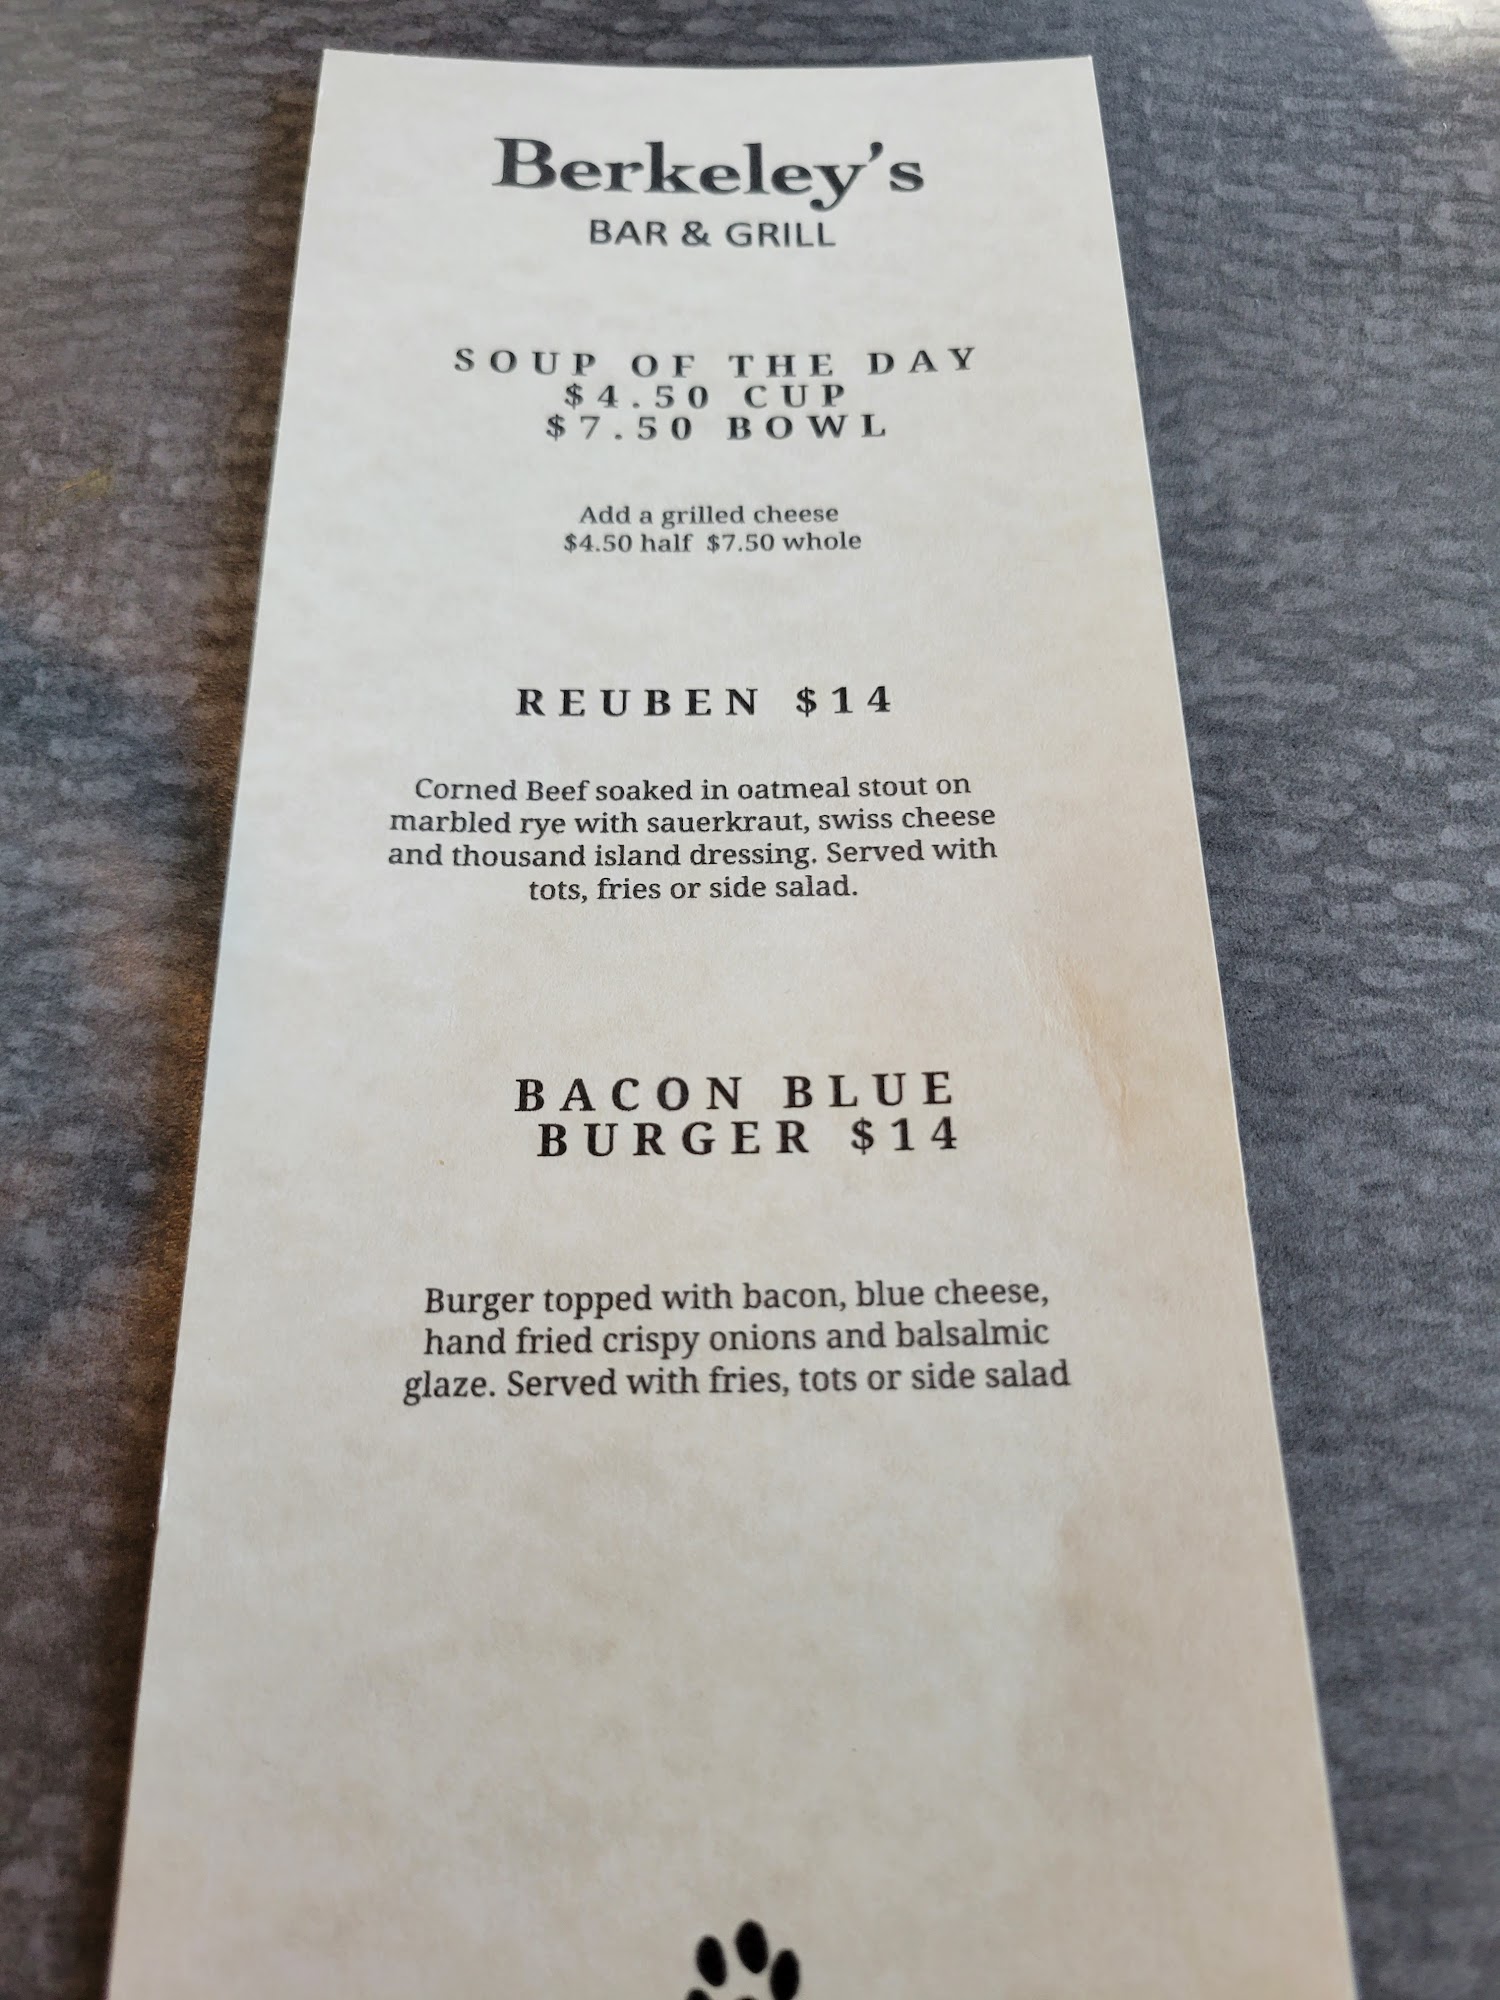 Berkeley's
BAR & GRILL
SOUP OF THE DAY
$4.50 CUP
$7.50 BOWL
Add a grilled cheese
$4.50 half $7.50 whole
REUBEN $14
Corned Beef soaked in oatmeal stout on
marbled rye with sauerkraut, swiss cheese
and thousand island dressing. Served with
tots, fries or side salad.
BACON BLUE
BURGER $14
Burger topped with bacon, blue cheese,
hand fried crispy onions and balsalmic
glaze. Served with fries, tots or side salad